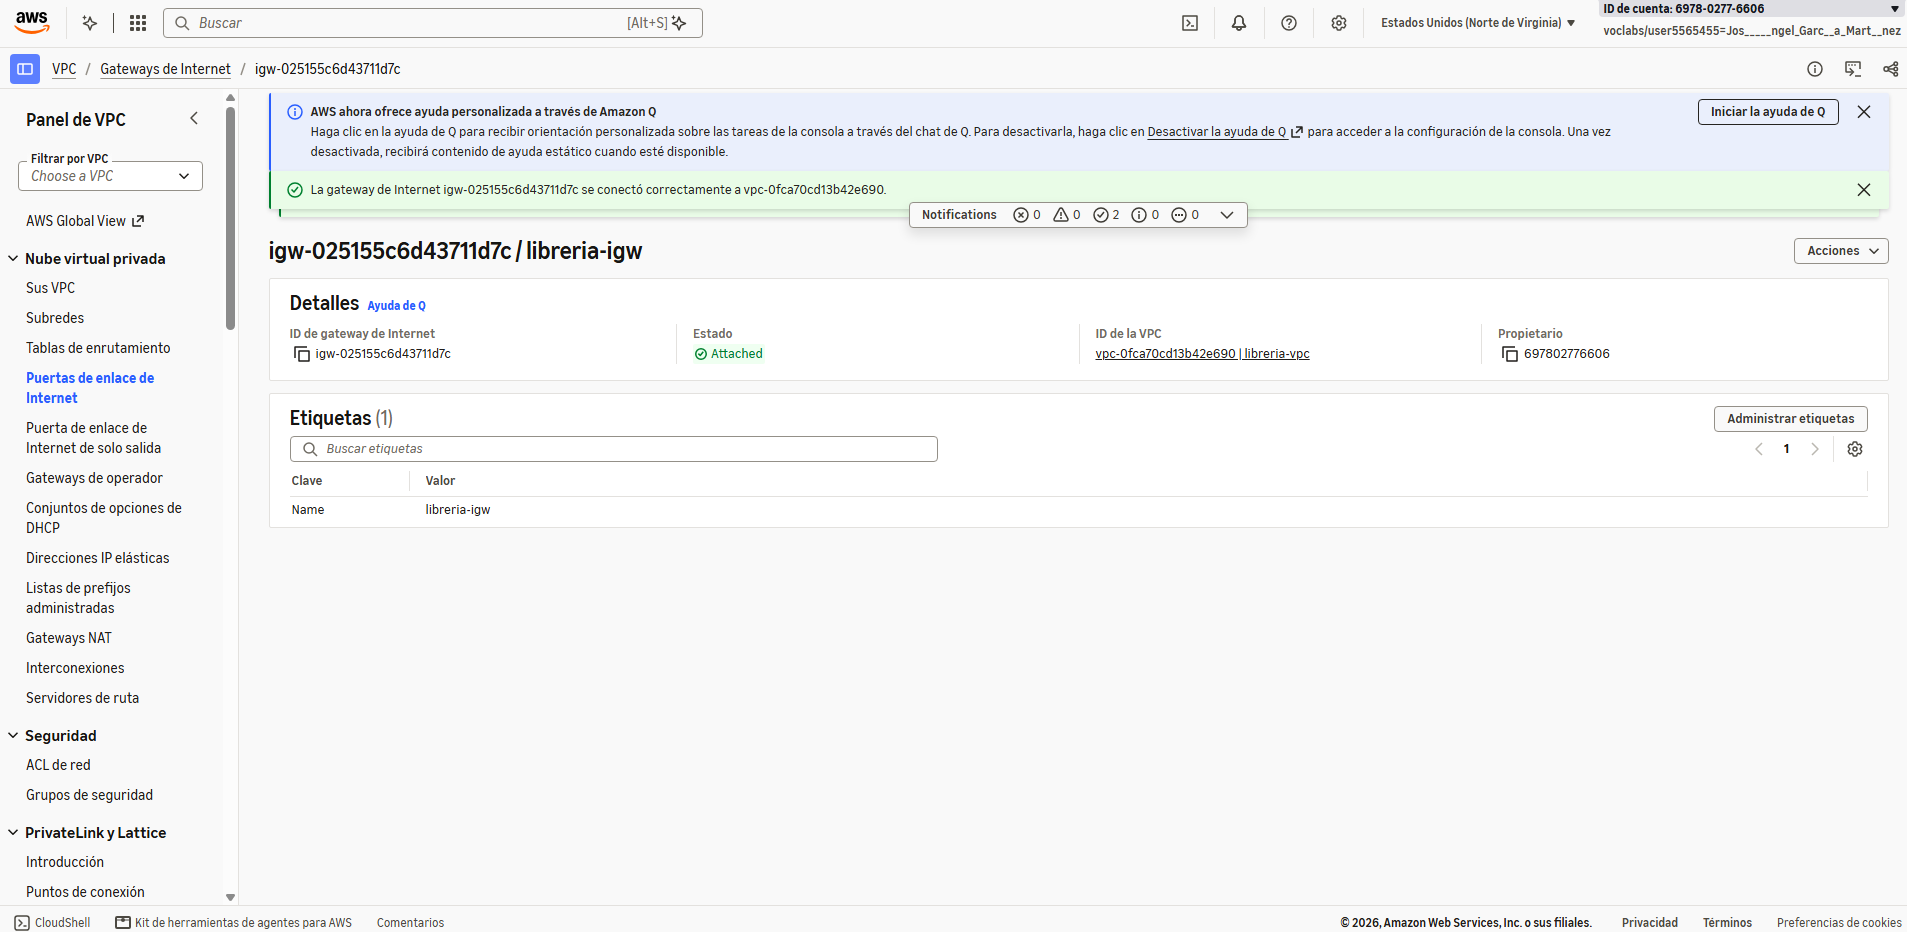 aws
Buscar
[Alt+S]
Estados Unidos (Norte de Virginia)
ID de cuenta: 6978-0277-6606
voclabs/user5565455=Jos_____ngel_Garc__a_Mart__nez
VPC / Gateways de Internet / igw-025155c6d43711d7c
Panel de VPC
Filtrar por VPC
Choose a VPC
AWS Global View
Nube virtual privada
Sus VPC
Subredes
Tablas de enrutamiento
Puertas de enlace de
Internet
Puerta de enlace de
Internet de solo salida
Gateways de operador
Conjuntos de opciones de
DHCP
Direcciones IP elásticas
Listas de prefijos
administradas
Gateways NAT
Interconexiones
Servidores de ruta
Seguridad
ACL de red
Grupos de seguridad
PrivateLink y Lattice
Introducción
Puntos de conexión
AWS ahora ofrece ayuda personalizada a través de Amazon Q
Haga clic en la ayuda de Q para recibir orientación personalizada sobre las tareas de la consola a través del chat de Q. Para desactivarla, haga clic en Desactivar la ayuda de Q para acceder a la configuración de la consola. Una vez
desactivada, recibirá contenido de ayuda estático cuando esté disponible.
Iniciar la ayuda de Q
La gateway de Internet igw-025155c6d43711d7c se conectó correctamente a vpc-0fca70cd13b42e690.
Notifications 0 0 2 0 0
igw-025155c6d43711d7c / libreria-igw
Acciones
Detalles Ayuda de Q
ID de gateway de Internet
igw-025155c6d43711d7c
Estado
Attached
ID de la VPC
vpc-0fca70cd13b42e690 | libreria-vpc
Propietario
697802776606
Etiquetas (1)
Administrar etiquetas
Buscar etiquetas
1
Clave Valor
Name libreria-igw
CloudShell Kit de herramientas de agentes para AWS Comentarios
© 2026, Amazon Web Services, Inc. o sus filiales. Privacidad Términos Preferencias de cookies